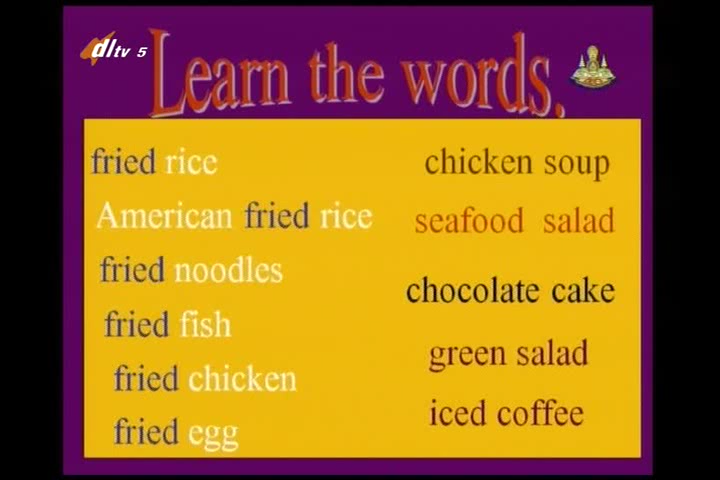 dltv 5
Learn the words.
fried rice
American fried rice
fried noodles
fried fish
fried chicken
fried egg
chicken soup
seafood salad
chocolate cake
green salad
iced coffee